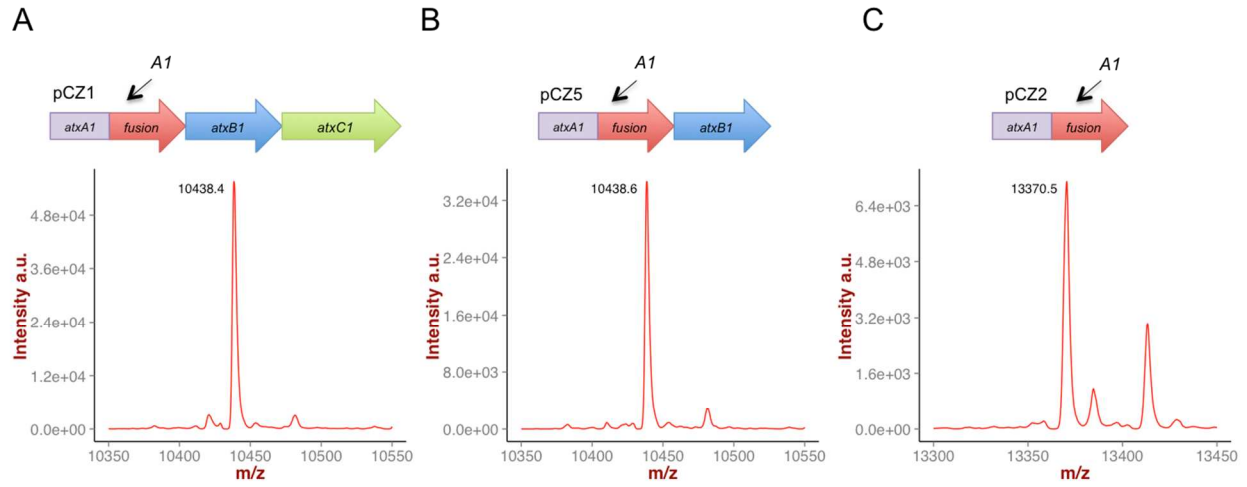 A
B
C
A1
A1
A1
pCZ1
pCZ5
pCZ2
atxA1 fusion atxB1 atxC1
atxA1 fusion atxB1
atxA1 fusion
10438.4
10438.6
13370.5
Intensity a.u.
4.8e+04
3.6e+04
2.4e+04
1.2e+04
0.0e+00
10350 10400 10450 10500 10550
m/z
Intensity a.u.
3.2e+04
2.4e+04
1.6e+04
8.0e+03
0.0e+00
10350 10400 10450 10500 10550
m/z
Intensity a.u.
6.4e+03
4.8e+03
3.2e+03
1.6e+03
0.0e+00
13300 13350 13400 13450
m/z